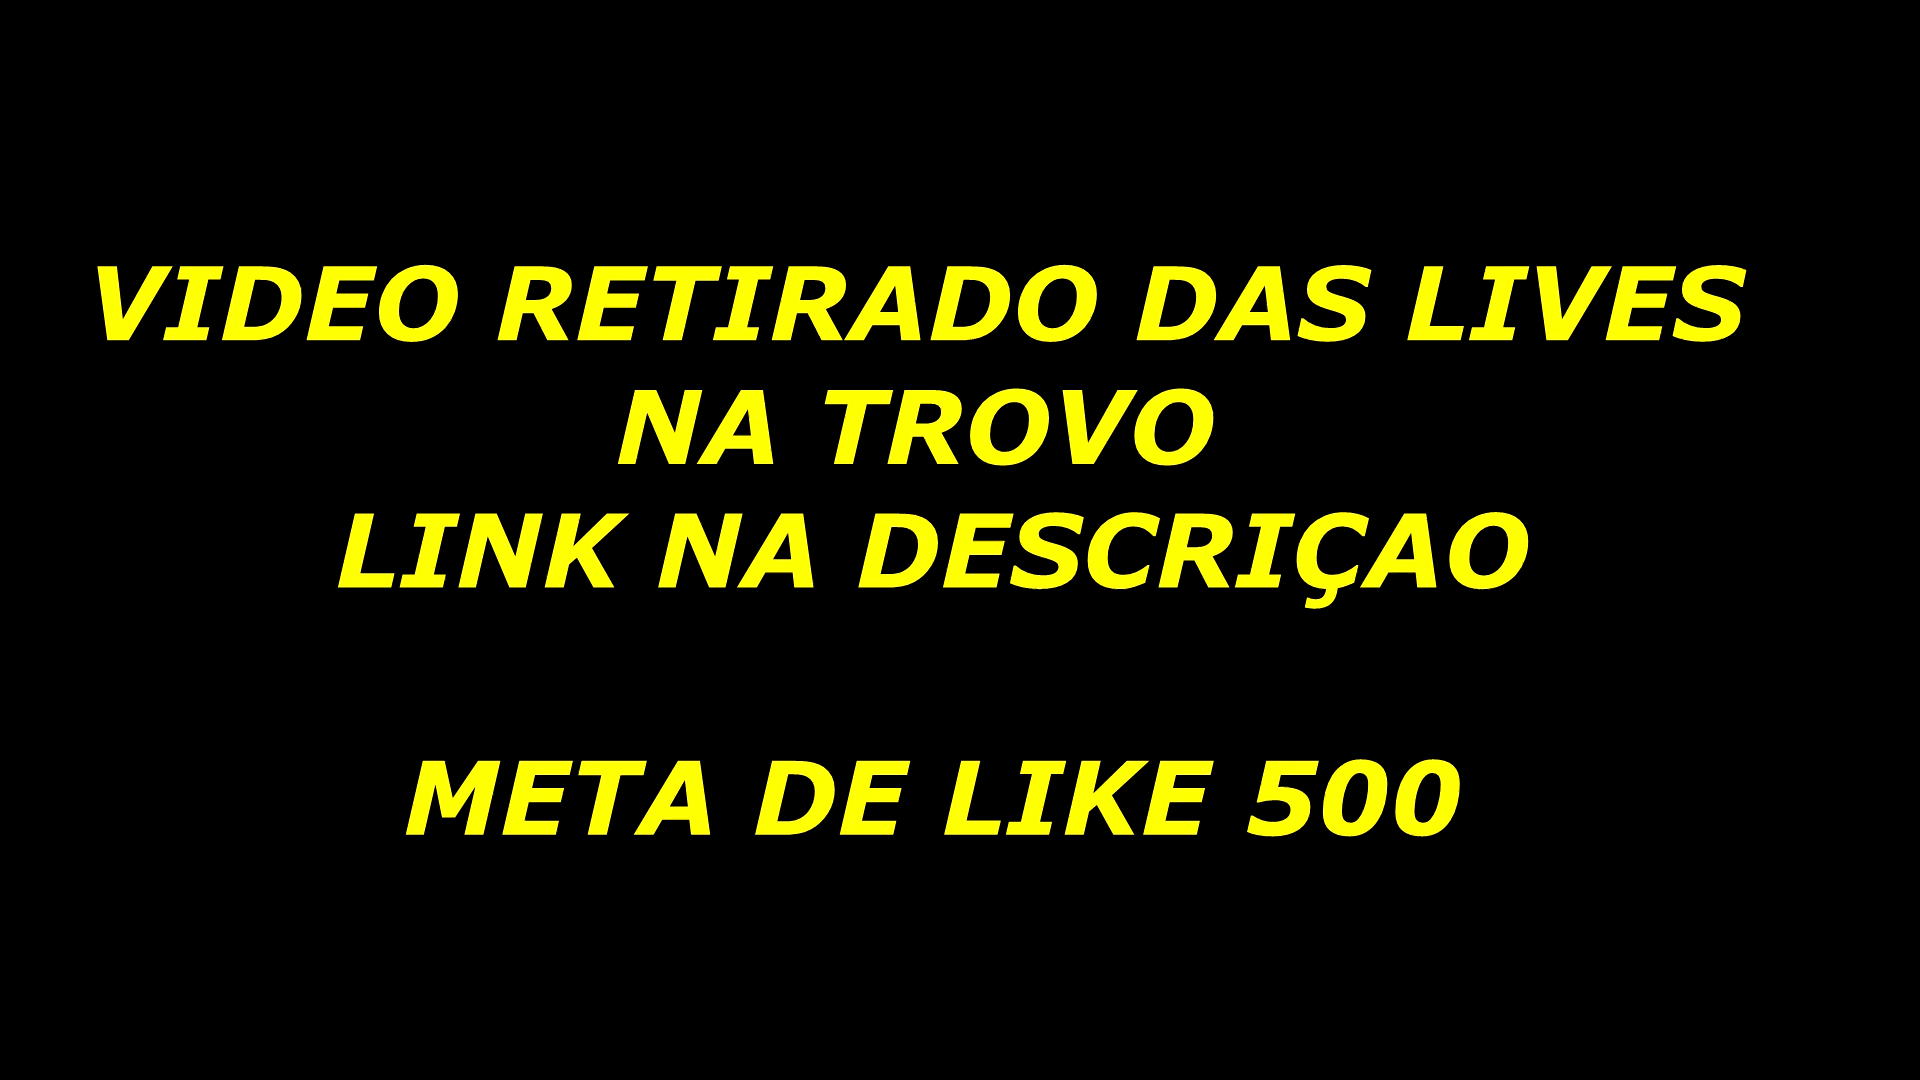 VIDEO RETIRADO DAS LIVES
NA TROVO
LINK NA DESCRIÇAO
META DE LIKE 500